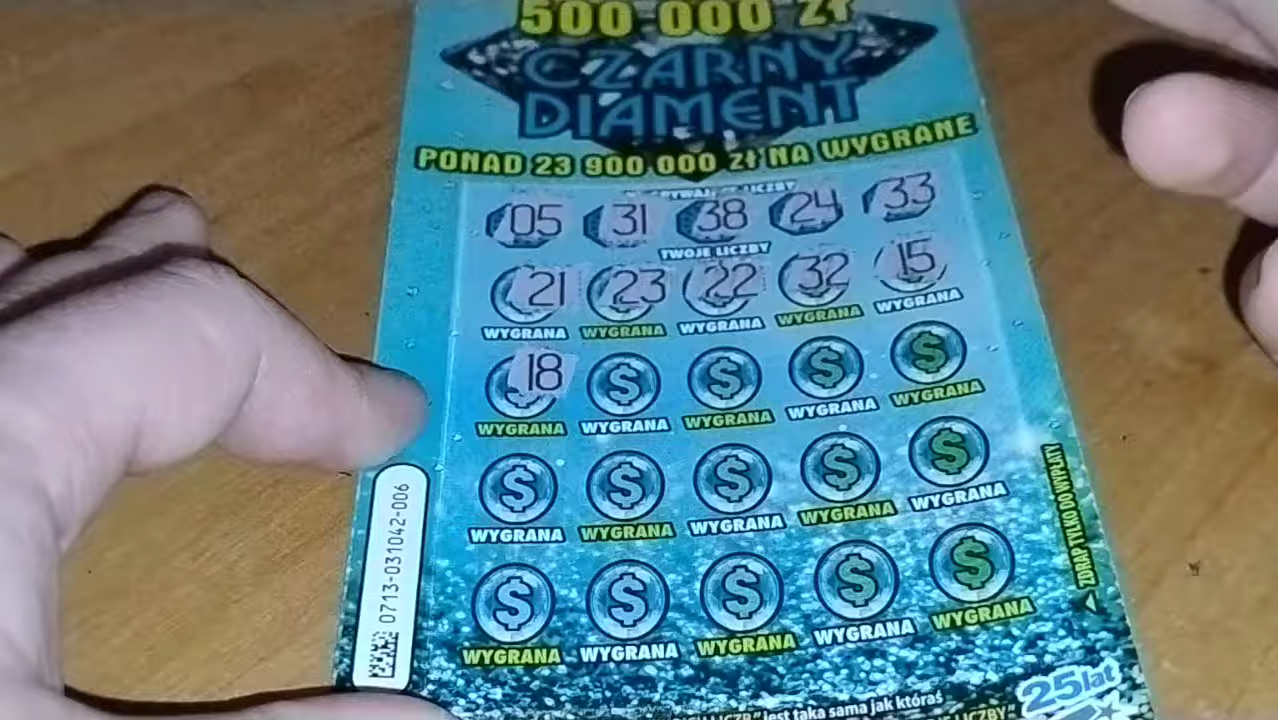 500 000 Zł
CZARNY
DIAMENT
PONAD 23 900 000 Zł NA WYGRANE
LICZBY
05 31 38 24 33
TWOJE LICZBY
21 23 22 32 15
WYGRANA WYGRANA WYGRANA WYGRANA WYGRANA
18 $ $ $ $
WYGRANA WYGRANA WYGRANA WYGRANA WYGRANA
$ $ $ $ $
WYGRANA WYGRANA WYGRANA WYGRANA WYGRANA
$ $ $ $ $
WYGRANA WYGRANA WYGRANA WYGRANA WYGRANA
0713-031042-006
ZDRAP TYLKO DO WYPŁATY
25 lat
jest taka sama jak któraś
LICZBY"